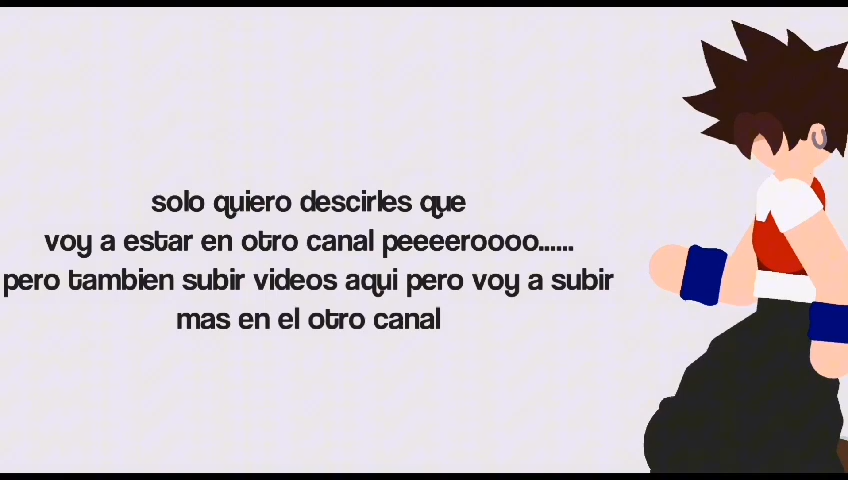 solo quiero descirles que
voy a estar en otro canal peeeeroooo......
pero tambien subir videos aqui pero voy a subir
mas en el otro canal